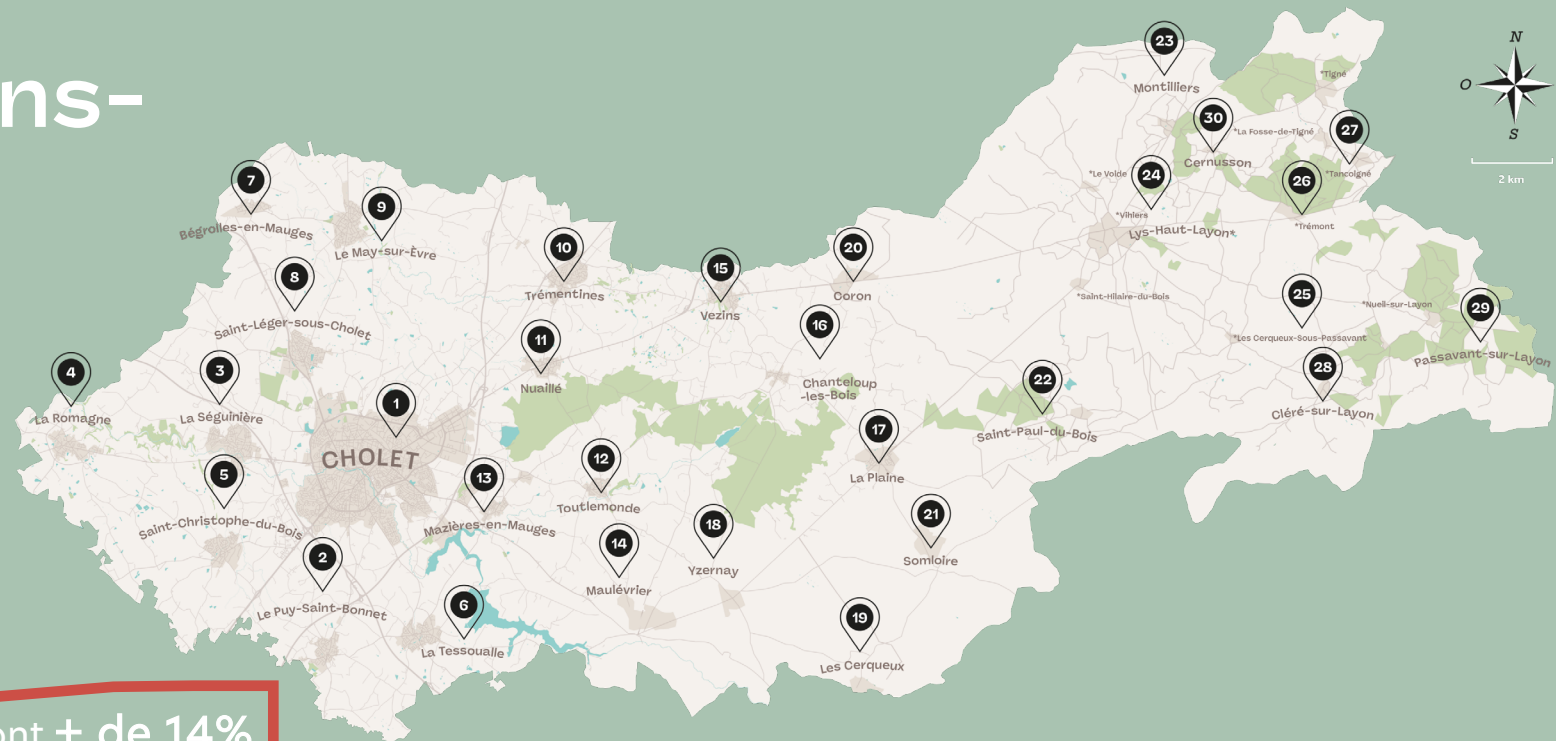 ns-
N
O
S
2 km
23
Montilliers
*Tigné
30
*La Fosse-de-Tigné
27
Cernusson
*Le Voide
24
26
*Tancoigné
7
Bégrolles-en-Mauges
9
Le May-sur-Èvre
*Vihiers
Lys-Haut-Layon*
*Trémont
10
Trémentines
15
Vezins
20
Coron
8
Saint-Léger-sous-Cholet
*Saint-Hilaire-du-Bois
25
*Nueil-sur-Layon
29
16
*Les Cerqueux-Sous-Passavant
Passavant-sur-Layon
11
Nuaillé
4
La Romagne
3
La Séguinière
1
CHOLET
Chanteloup
-les-Bois
22
Saint-Paul-du-Bois
28
Cléré-sur-Layon
17
La Plaine
5
Saint-Christophe-du-Bois
13
Mazières-en-Mauges
12
Toutlemonde
18
Yzernay
21
Somloire
2
Le Puy-Saint-Bonnet
14
Maulévrier
6
La Tessoualle
19
Les Cerqueux
ont + de 14%